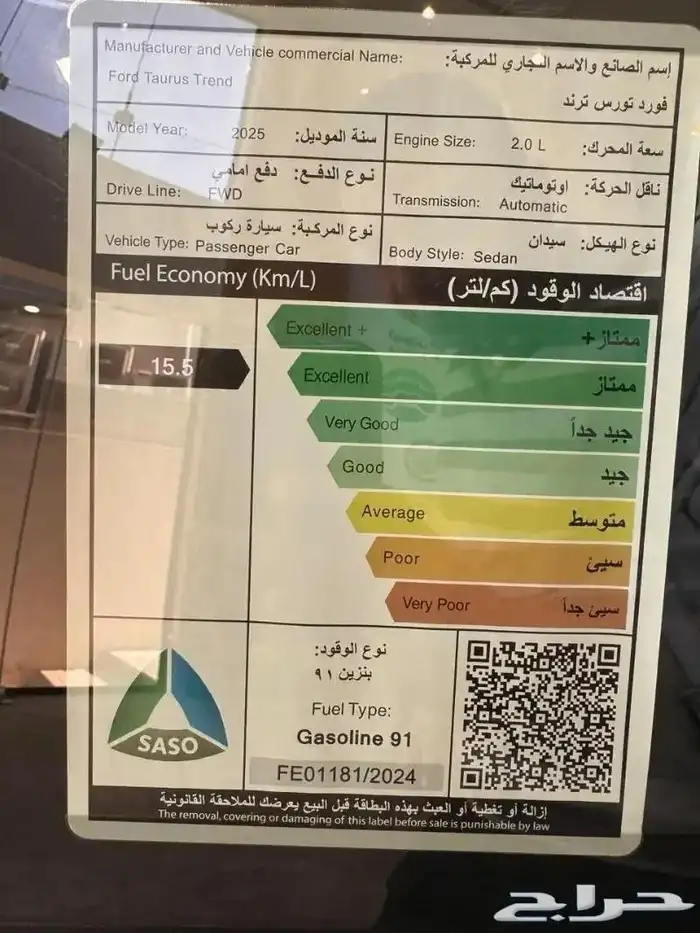 Manufacturer and Vehicle commercial Name:
إسم الصانع والاسم التجاري للمركبة:
Ford Taurus Trend
فورد تورس ترند
Model Year: 2025 سنة الموديل:
Engine Size: 2.0 L سعة المحرك:
نوع الدفع: دفع امامي
Drive Line: FWD
ناقل الحركة: اوتوماتيك
Transmission: Automatic
نوع المركبة: سيارة ركوب
Vehicle Type: Passenger Car
نوع الهيكل: سيدان
Body Style: Sedan
Fuel Economy (Km/L) اقتصاد الوقود (كم/لتر)
15.5
Excellent + ممتاز+
Excellent ممتاز
Very Good جيد جداً
Good جيد
Average متوسط
Poor سيئ
Very Poor سيئ جداً
SASO
نوع الوقود:
بنزين ٩١
Fuel Type:
Gasoline 91
FE01181/2024
إزالة أو تغطية أو العبث بهذه البطاقة قبل البيع يعرضك للملاحقة القانونية
The removal, covering or damaging of this label before sale is punishable by law
حراج